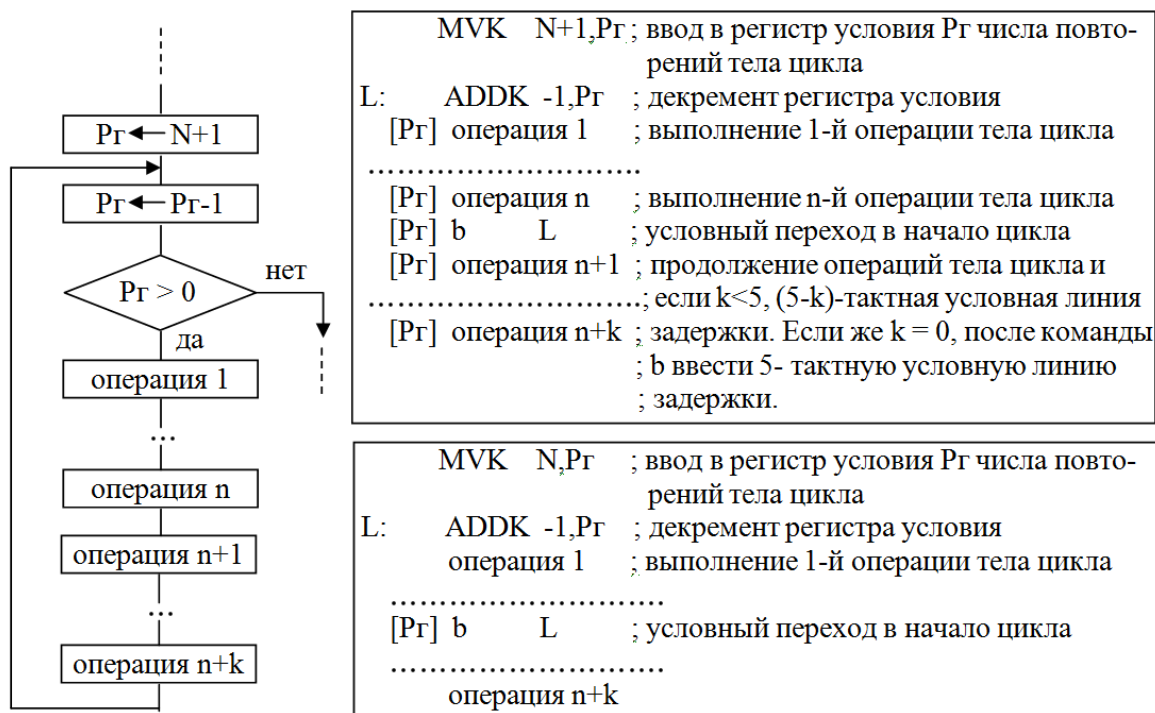 Рг ← N+1
Рг ← Рг-1
Рг > 0
нет
да
операция 1
...
операция n
операция n+1
...
операция n+k
MVK N+1,Рг ; ввод в регистр условия Рг числа повто-
рений тела цикла
L: ADDK -1,Рг ; декремент регистра условия
[Рг] операция 1 ; выполнение 1-й операции тела цикла
……………………….
[Рг] операция n ; выполнение n-й операции тела цикла
[Рг] b L ; условный переход в начало цикла
[Рг] операция n+1 ; продолжение операций тела цикла и
……………………….; если k<5, (5-k)-тактная условная линия
[Рг] операция n+k ; задержки. Если же k = 0, после команды
; b ввести 5- тактную условную линию
; задержки.
MVK N,Рг ; ввод в регистр условия Рг числа повто-
рений тела цикла
L: ADDK -1,Рг ; декремент регистра условия
операция 1 ; выполнение 1-й операции тела цикла
……………………….
[Рг] b L ; условный переход в начало цикла
……………………….
операция n+k